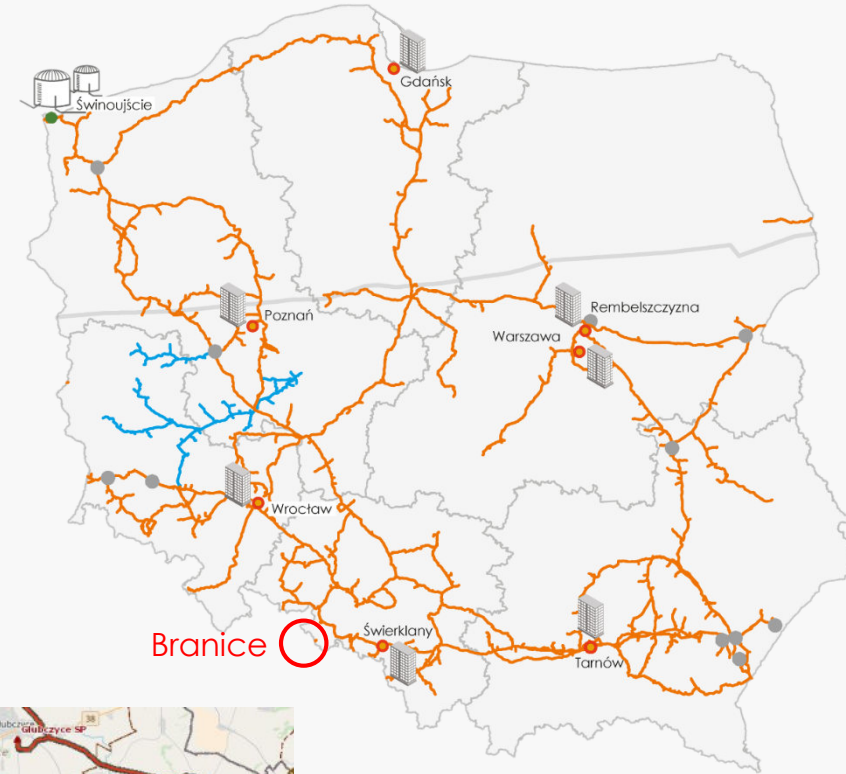 Gdańsk
Świnoujście
Poznań
Rembelszczyzna
Warszawa
Wrocław
Branice
Świerklany
Tarnów
38
Głubczyce SP